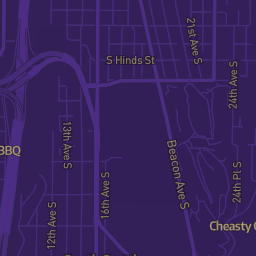 21st Ave S
S Hinds St
24th Ave S
13th Ave S
BBQ
Beacon Ave S
16th Ave S
24th Pl S
12th Ave S
Cheasty